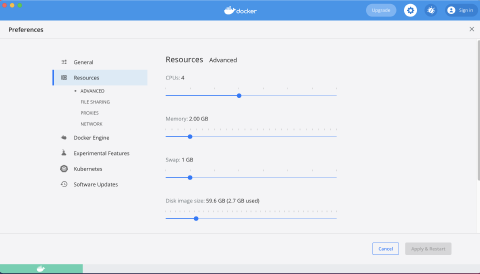 docker
Upgrade
Sign in
Preferences
General
Resources
ADVANCED
FILE SHARING
PROXIES
NETWORK
Docker Engine
Experimental Features
Kubernetes
Software Updates
Resources Advanced
CPUs: 4
Memory: 2.00 GB
Swap: 1 GB
Disk image size: 59.6 GB (2.7 GB used)
Cancel
Apply & Restart